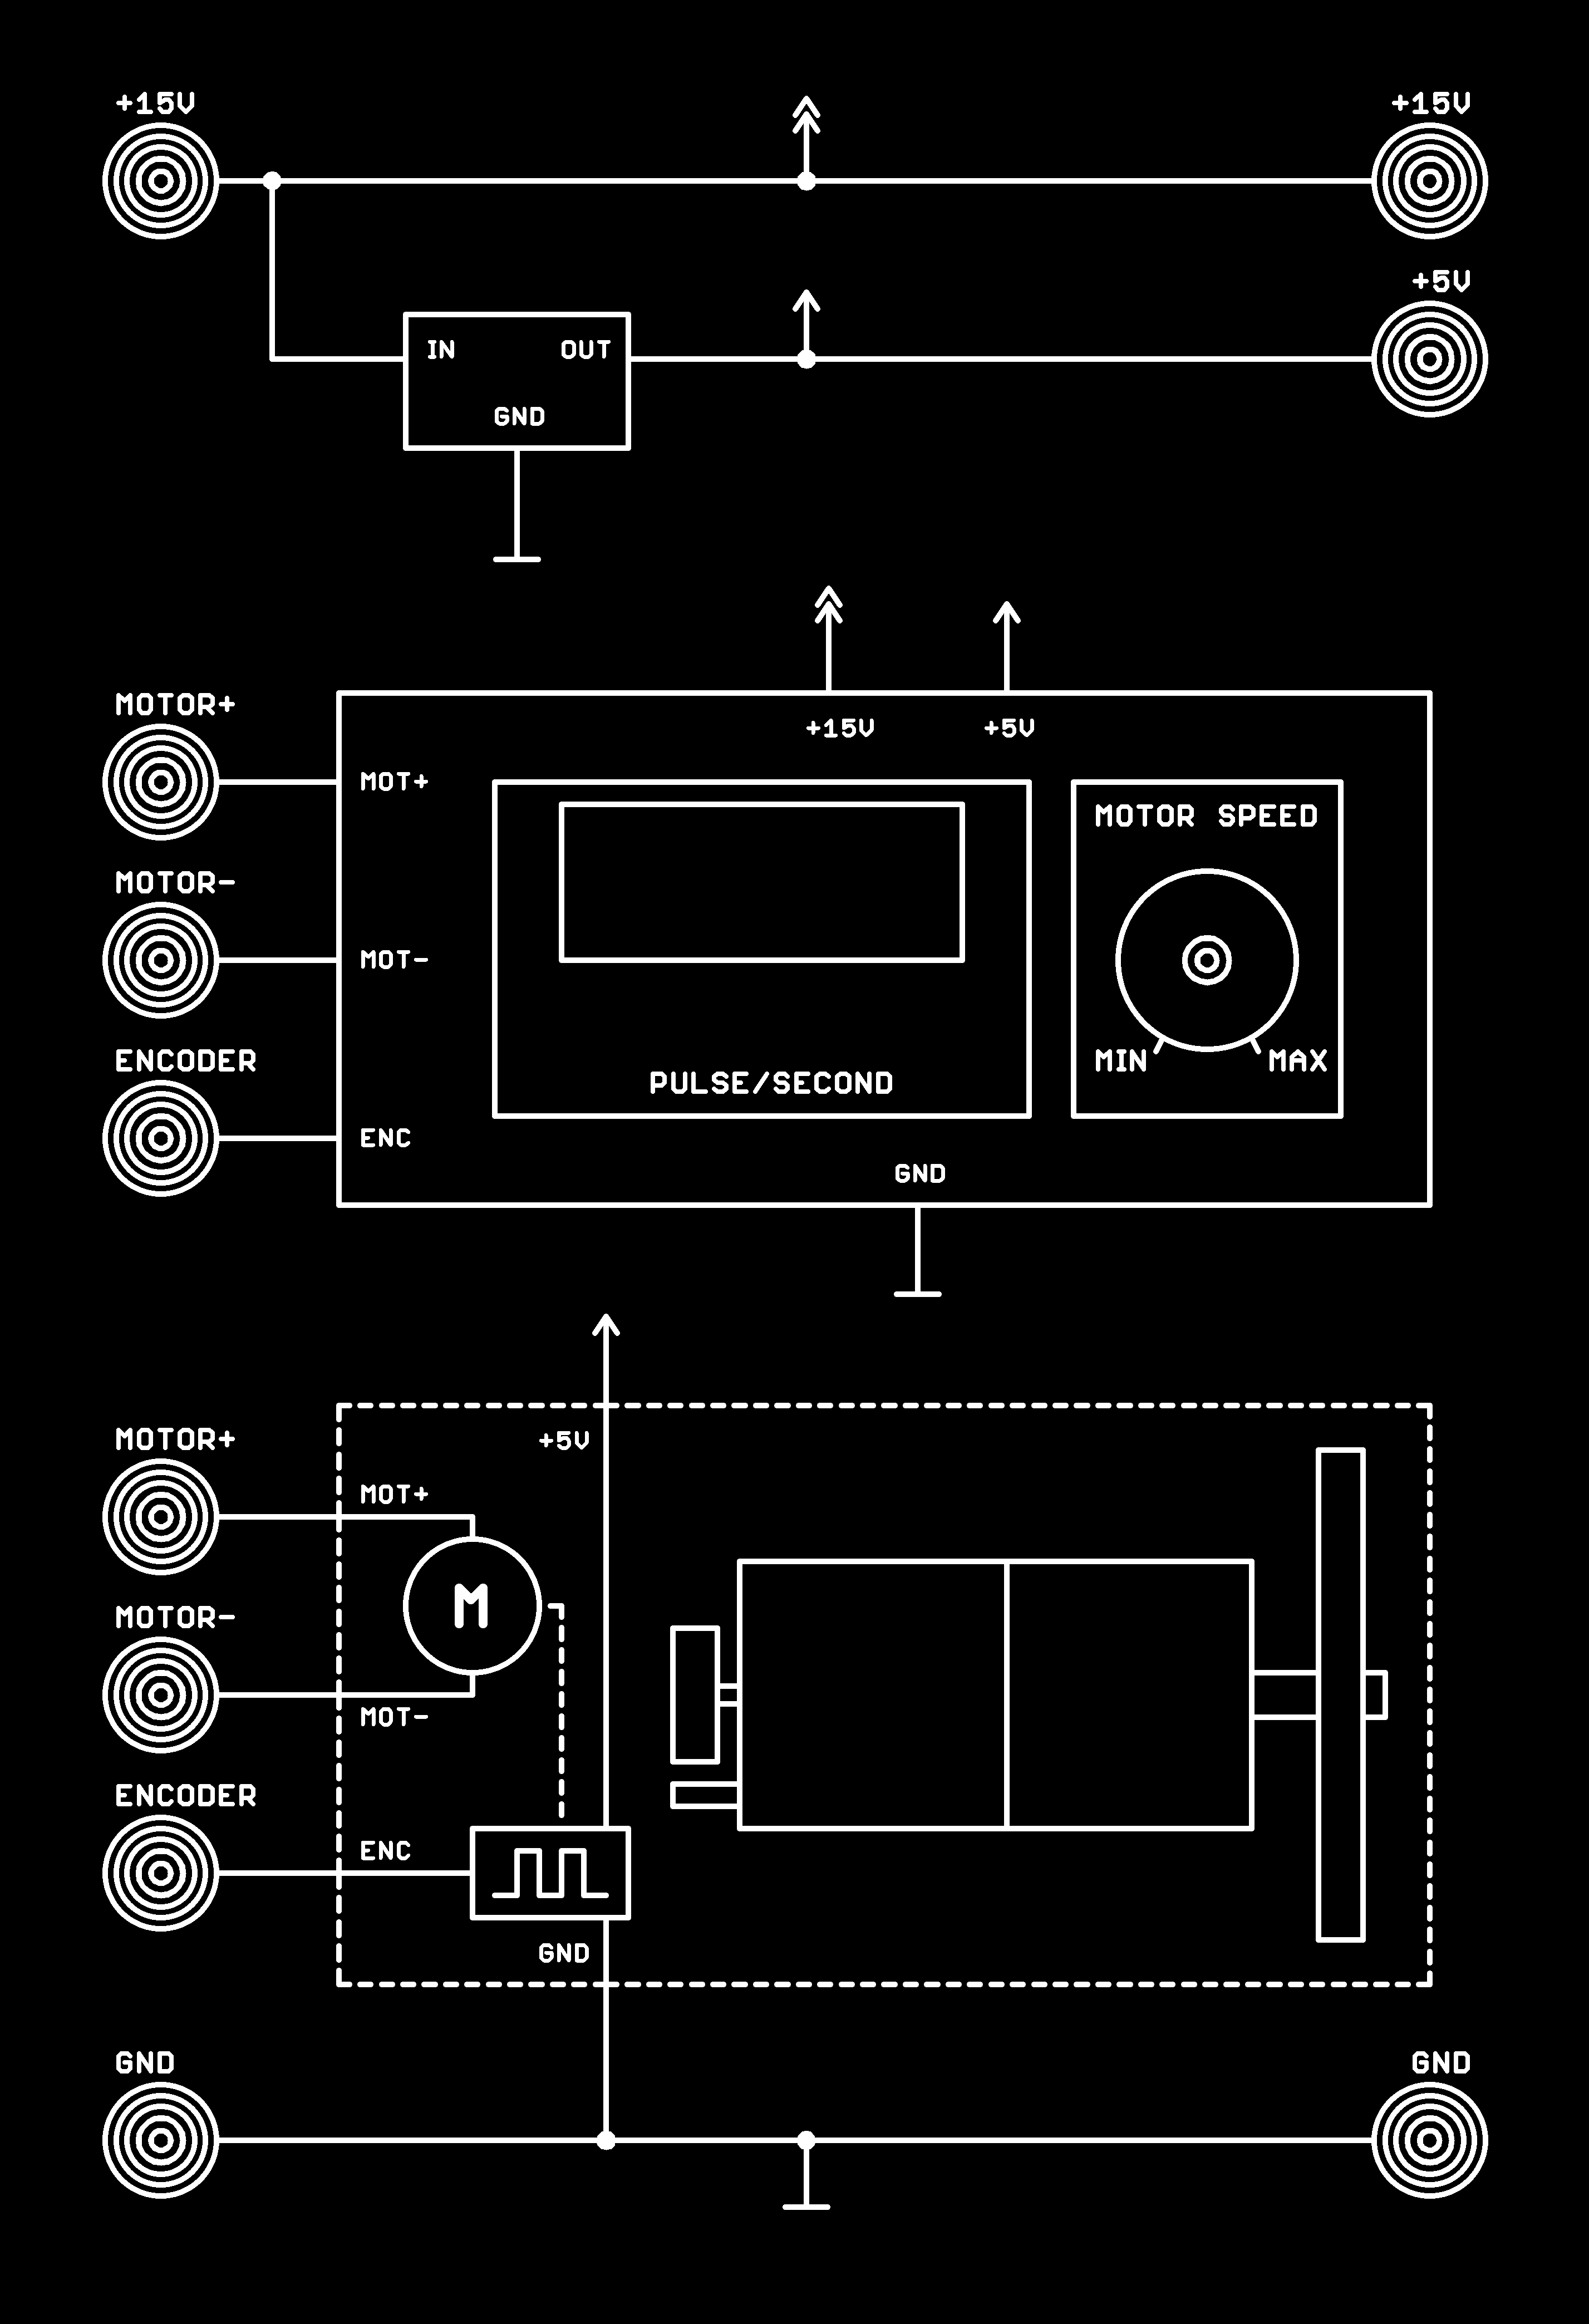 +15V
+15V
+5V
IN
OUT
GND
MOTOR+
+15V
+5V
MOT+
MOTOR SPEED
MOTOR-
MOT-
ENCODER
MIN
MAX
PULSE/SECOND
ENC
GND
MOTOR+
+5V
MOT+
M
MOTOR-
MOT-
ENCODER
ENC
GND
GND
GND